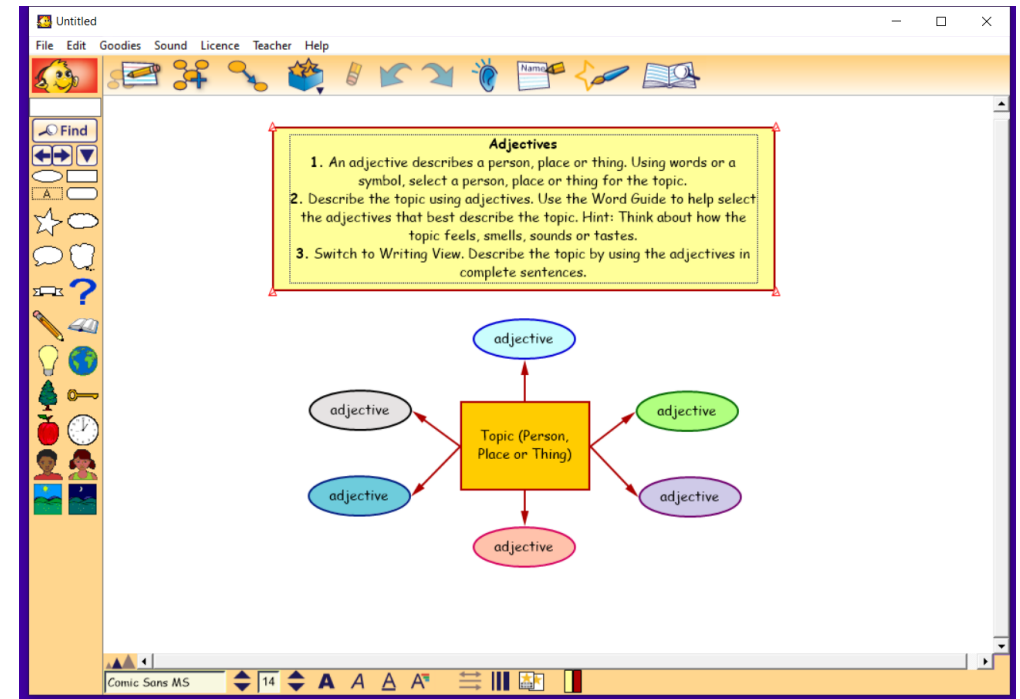 Untitled
File Edit Goodies Sound Licence Teacher Help
Name
Find
A
Adjectives
1. An adjective describes a person, place or thing. Using words or a
symbol, select a person, place or thing for the topic.
2. Describe the topic using adjectives. Use the Word Guide to help select
the adjectives that best describe the topic. Hint: Think about how the
topic feels, smells, sounds or tastes.
3. Switch to Writing View. Describe the topic by using the adjectives in
complete sentences.
adjective
adjective
adjective
Topic (Person,
Place or Thing)
adjective
adjective
adjective
Comic Sans MS 14 A A A A